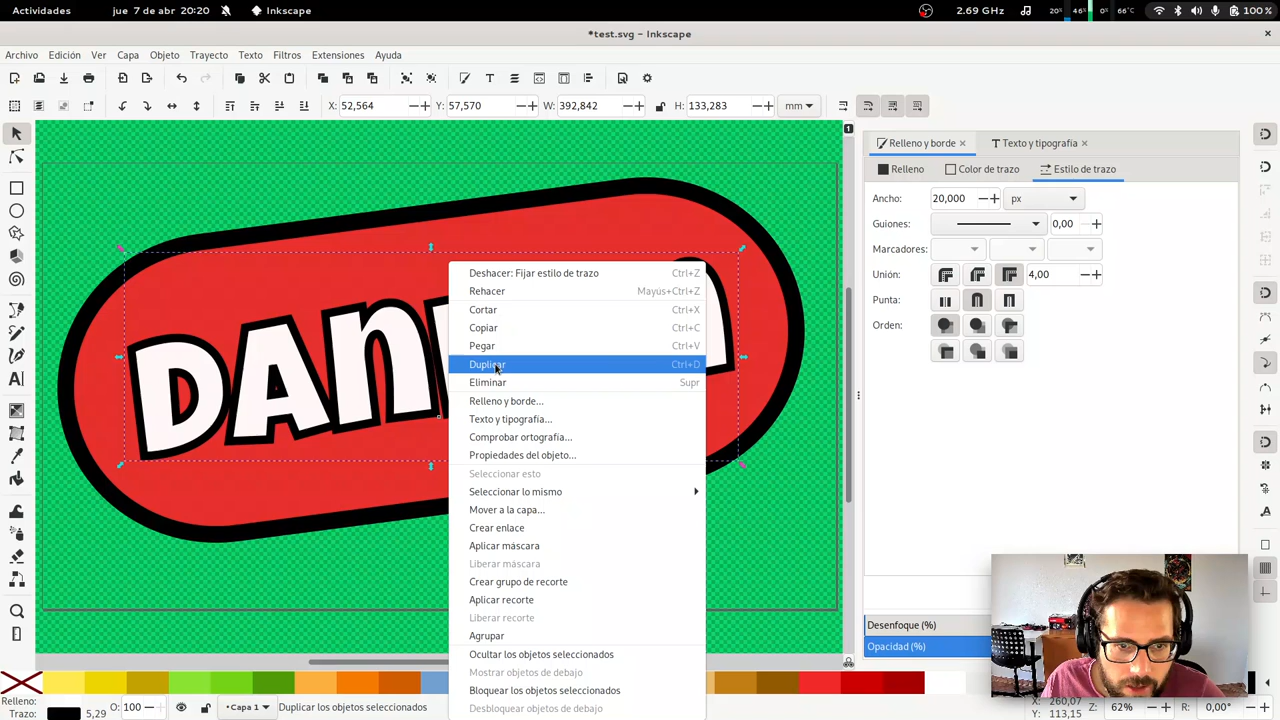 Actividades
jue 7 de abr 20:20
Inkscape
2.69 GHz
20%
46%
0%
66°C
100 %
*test.svg – Inkscape
Archivo Edición Ver Capa Objeto Trayecto Texto Filtros Extensiones Ayuda
X: 52,564 Y: 57,570 W: 392,842 H: 133,283 mm
1
Relleno y borde
Texto y tipografía
Relleno
Color de trazo
Estilo de trazo
Ancho: 20,000 px
Guiones: 0,00
Marcadores:
Unión: 4,00
Punta:
Orden:
Deshacer: Fijar estilo de trazo Ctrl+Z
Rehacer Mayús+Ctrl+Z
Cortar Ctrl+X
Copiar Ctrl+C
Pegar Ctrl+V
Duplicar Ctrl+D
Eliminar Supr
Relleno y borde...
Texto y tipografía...
Comprobar ortografía...
Propiedades del objeto...
Seleccionar esto
Seleccionar lo mismo
Mover a la capa...
Crear enlace
Aplicar máscara
Liberar máscara
Crear grupo de recorte
Aplicar recorte
Liberar recorte
Agrupar
Ocultar los objetos seleccionados
Mostrar objetos de debajo
Bloquear los objetos seleccionados
Desbloquear objetos de debajo
Desenfoque (%)
Opacidad (%)
Relleno:
Trazo: 5,29
O: 100
•Capa 1
Duplicar los objetos seleccionados
X: 260,07
Y: 113,15
Z: 62%
R: 0,00°